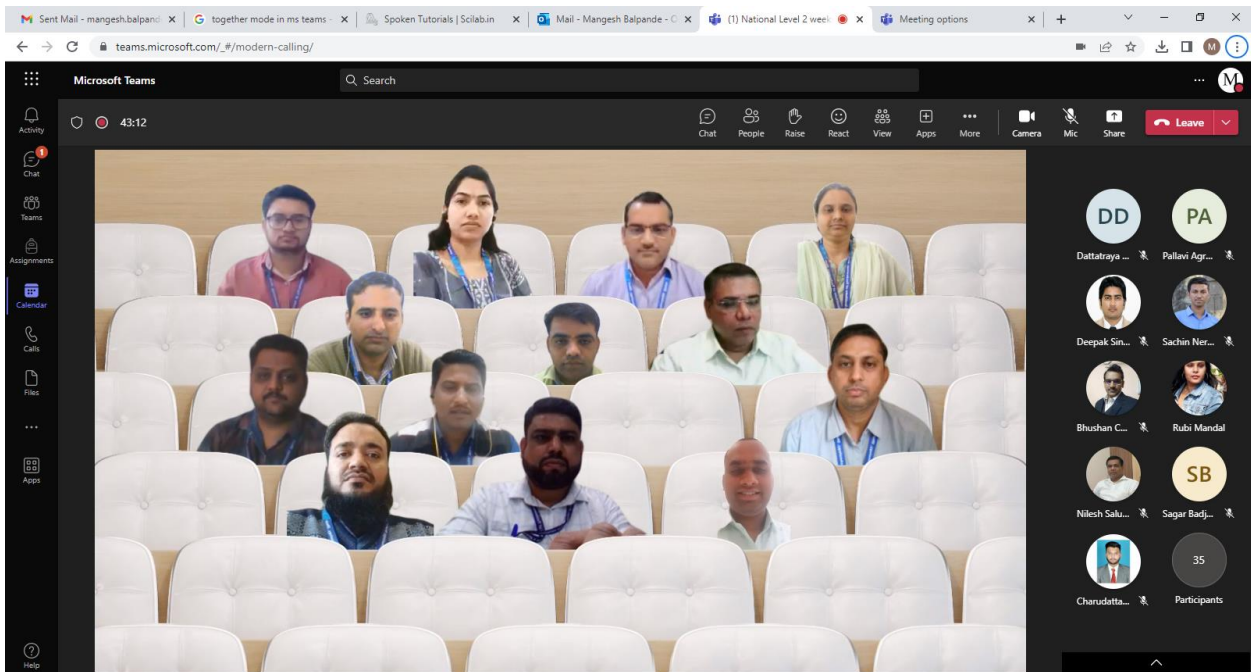 Sent Mail - mangesh.balpand
together mode in ms teams -
Spoken Tutorials | Scilab.in
Mail - Mangesh Balpande - O
(1) National Level 2 week
Meeting options
teams.microsoft.com/_#/modern-calling/
M
Microsoft Teams
Search
M
Activity
1
Chat
Teams
Assignments
Calendar
Calls
Files
Apps
Help
43:12
Chat
People
Raise
React
View
Apps
More
Camera
Mic
Share
Leave
DD
PA
Dattatraya ...
Pallavi Agr...
Deepak Sin...
Sachin Ner...
Bhushan C...
Rubi Mandal
SB
Nilesh Salu...
Sagar Badj...
35
Charudatta...
Participants